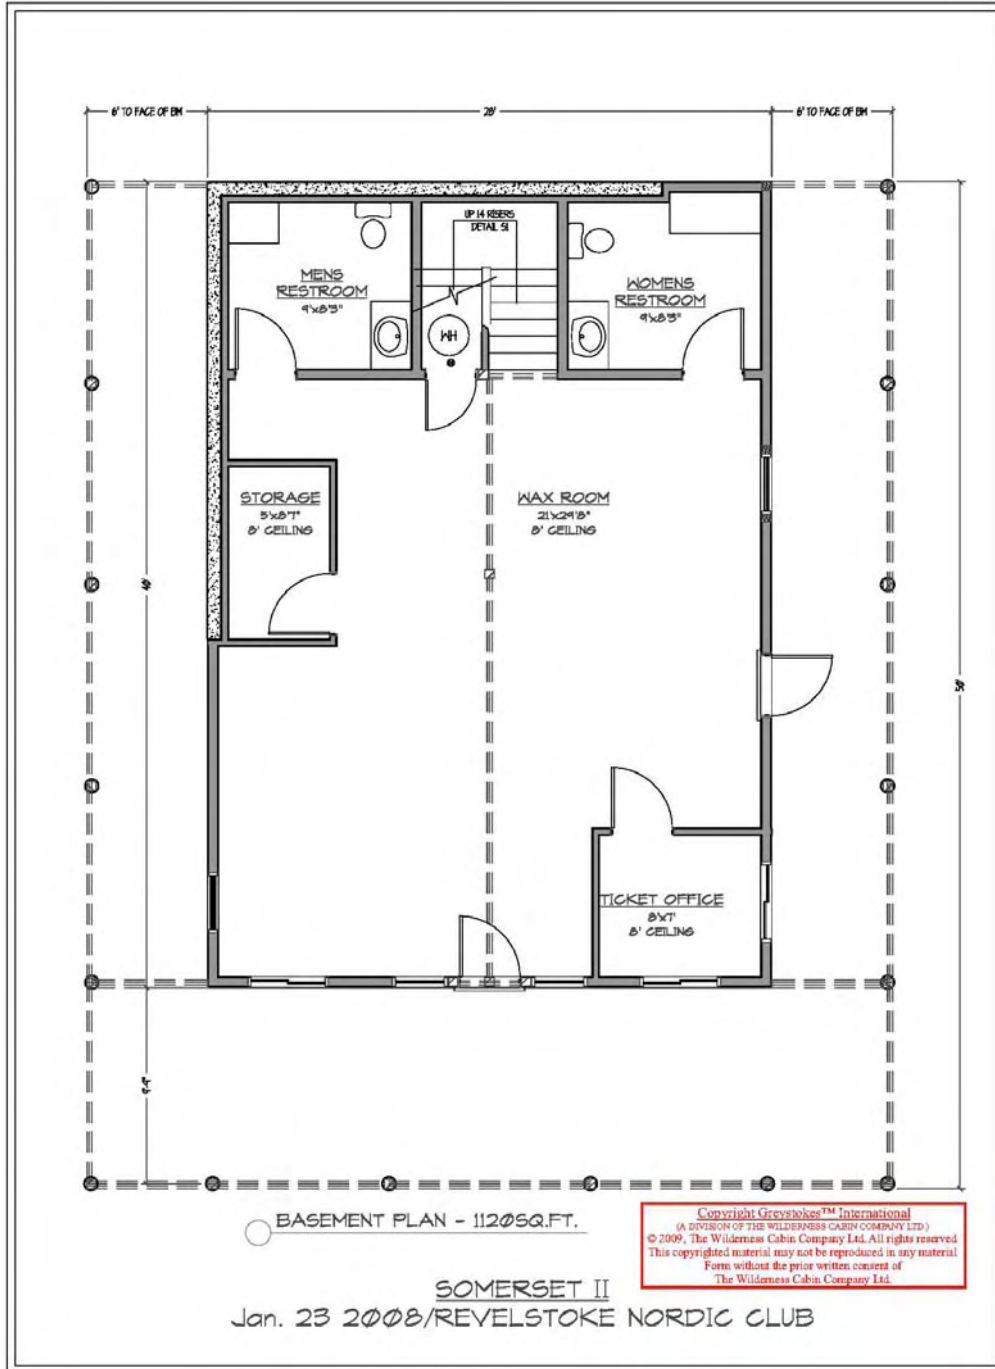 6' TO FACE OF BM
28'
6' TO FACE OF BM
UP 14 RISERS
DETAIL S1
MENS
RESTROOM
9'x8'3"
WOMENS
RESTROOM
9'x8'3"
WH
STORAGE
5'x8'7"
8' CEILING
WAX ROOM
21'x29'8"
8' CEILING
40'
50'
TICKET OFFICE
8'x7'
8' CEILING
BASEMENT PLAN - 1120SQ.FT.
Copyright Greystokes™ International
(A DIVISION OF THE WILDERNESS CABIN COMPANY LTD.)
© 2009, The Wilderness Cabin Company Ltd. All rights reserved
This copyrighted material may not be reproduced in any material
Form without the prior written consent of
The Wilderness Cabin Company Ltd.
SOMERSET II
Jan. 23 2008/REVELSTOKE NORDIC CLUB